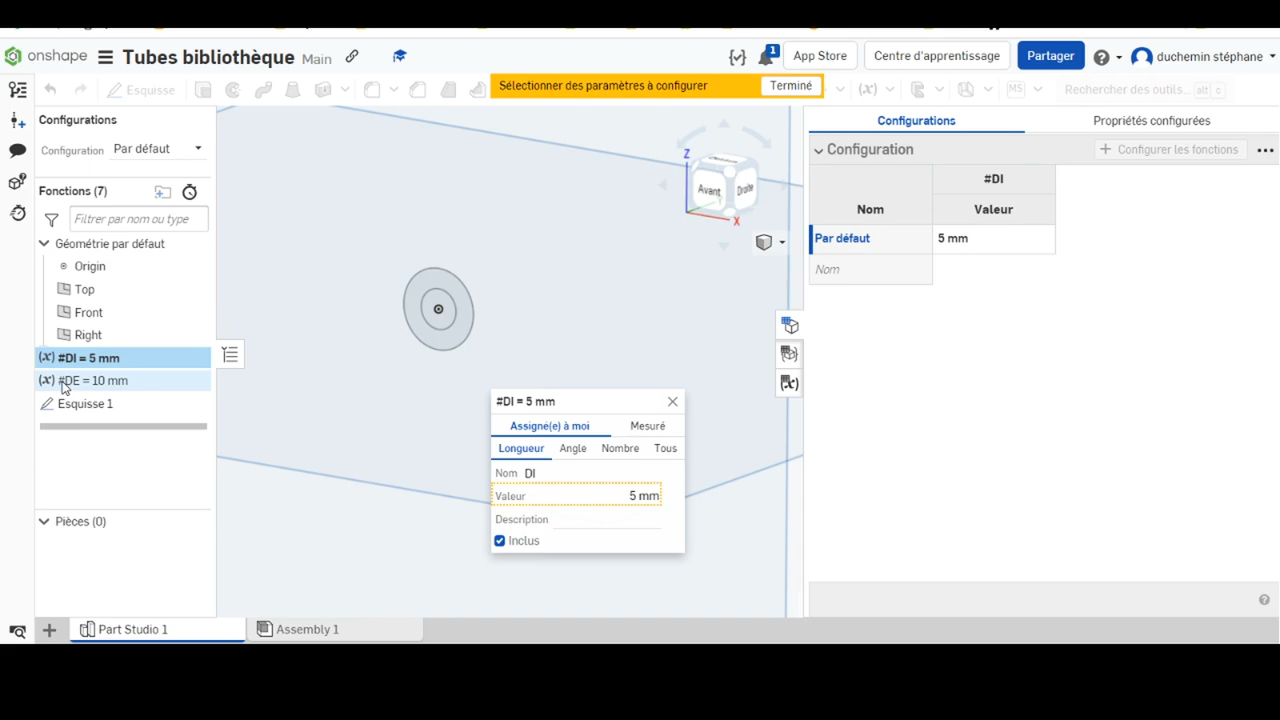 onshape
Tubes bibliothèque
Main
1
App Store
Centre d'apprentissage
Partager
duchemin stéphane
Esquisse
Sélectionner des paramètres à configurer
Terminé
(x)
MS
Rechercher des outils...
alt
c
Configurations
Configuration
Par défaut
Fonctions (7)
Filtrer par nom ou type
Géométrie par défaut
Origin
Top
Front
Right
(x) #DI = 5 mm
(x) #DE = 10 mm
Esquisse 1
Pièces (0)
Z
Avant
Droite
X
#DI = 5 mm
Assigné(e) à moi
Mesuré
Longueur
Angle
Nombre
Tous
Nom DI
Valeur 5 mm
Description
Inclus
(x)
Configurations
Propriétés configurées
Configuration
Configurer les fonctions
#DI
Nom
Valeur
Par défaut
5 mm
Nom
Part Studio 1
Assembly 1